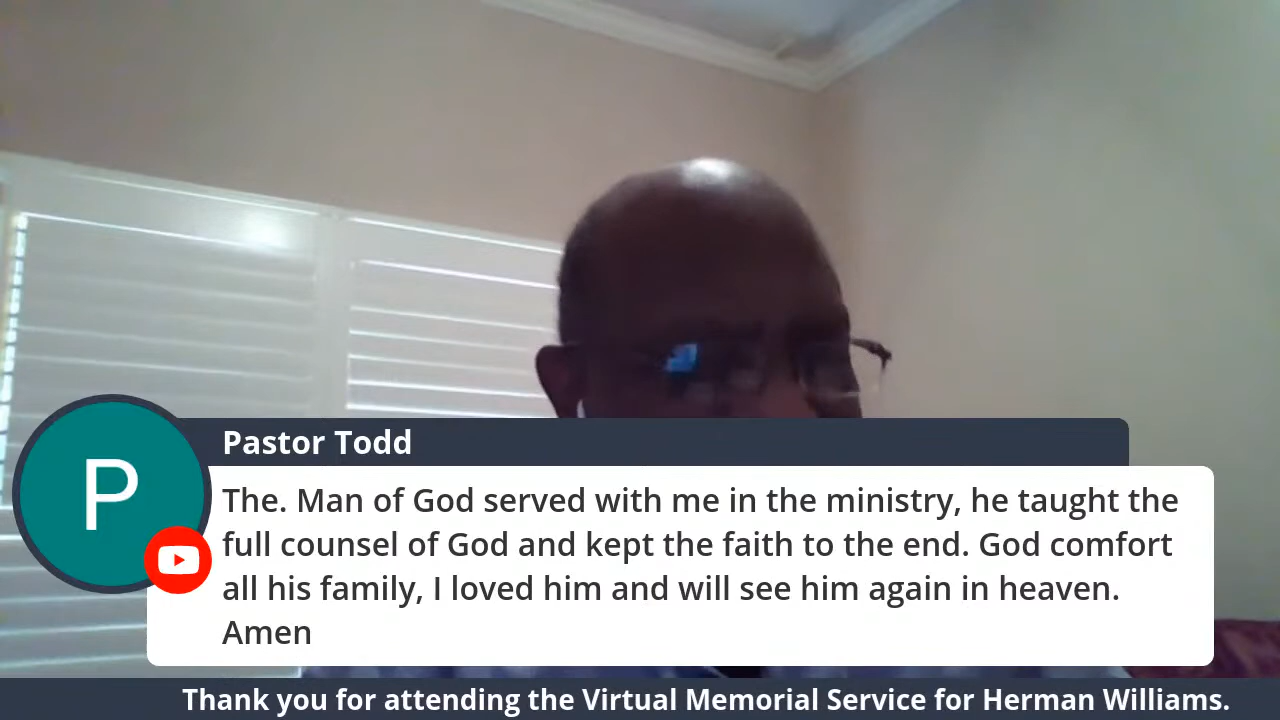 P
Pastor Todd
The. Man of God served with me in the ministry, he taught the
full counsel of God and kept the faith to the end. God comfort
all his family, I loved him and will see him again in heaven.
Amen
Thank you for attending the Virtual Memorial Service for Herman Williams.